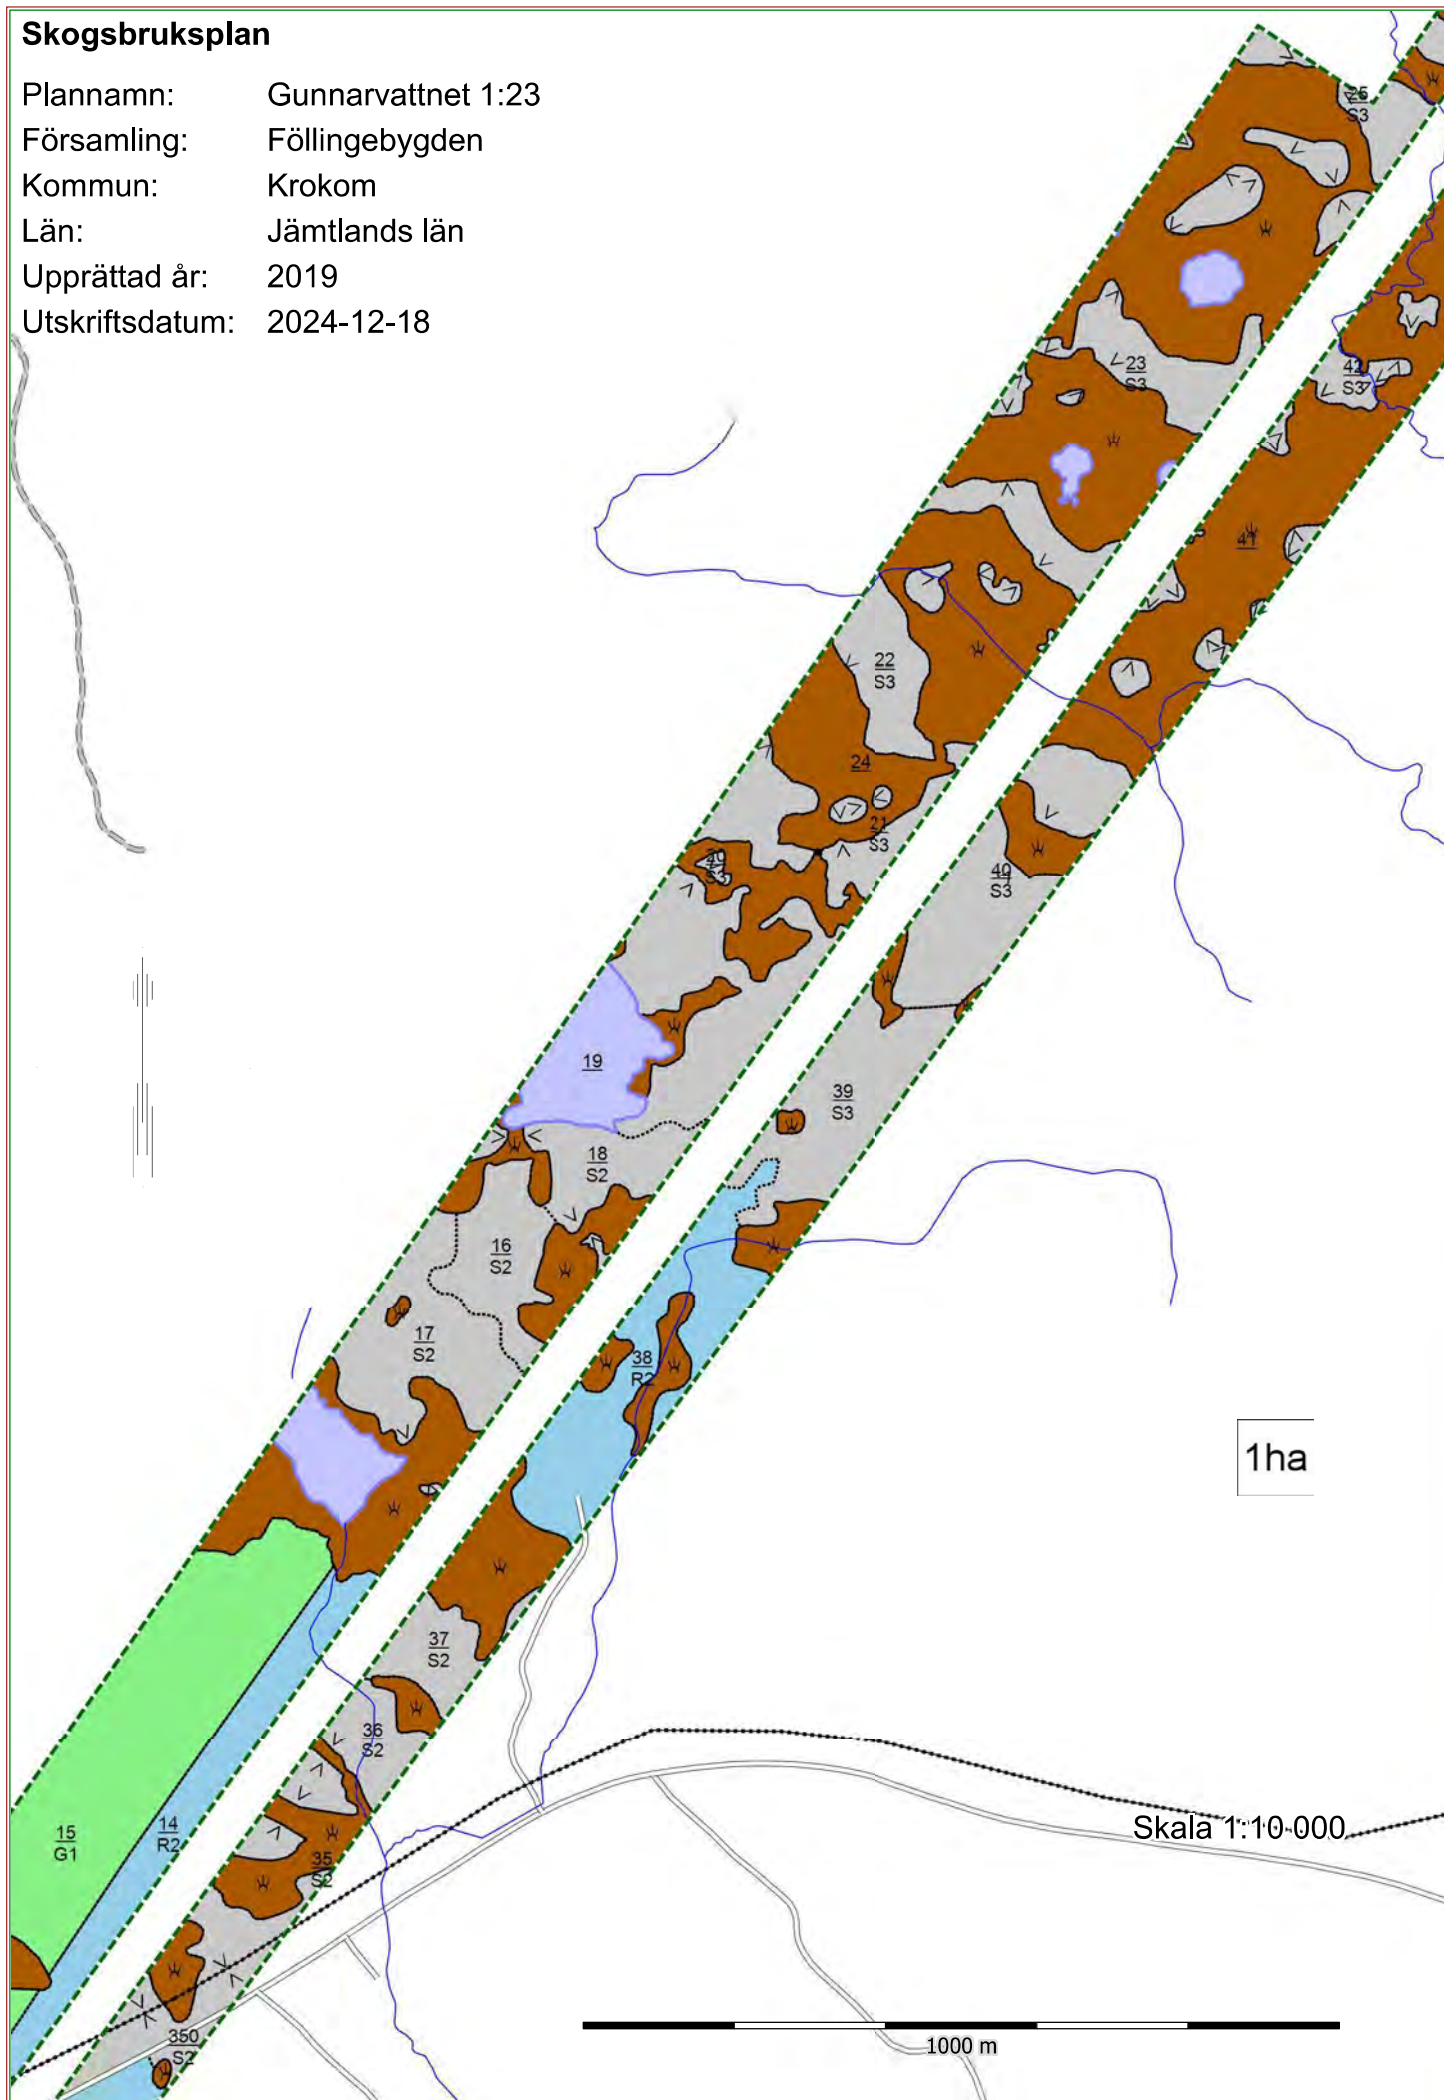 Skogsbruksplan
Plannamn: Gunnarvattnet 1:23
Församling: Föllingebygden
Kommun: Krokom
Län: Jämtlands län
Upprättad år: 2019
Utskriftsdatum: 2024-12-18
25
S3
23
S3
42
S3
41
22
S3
24
21
S3
20
S3
40
S3
19
39
S3
18
S2
16
S2
17
S2
38
R2
1ha
37
S2
36
S2
15
G1
14
R2
35
S2
Skala 1:10 000
350
S2
1000 m